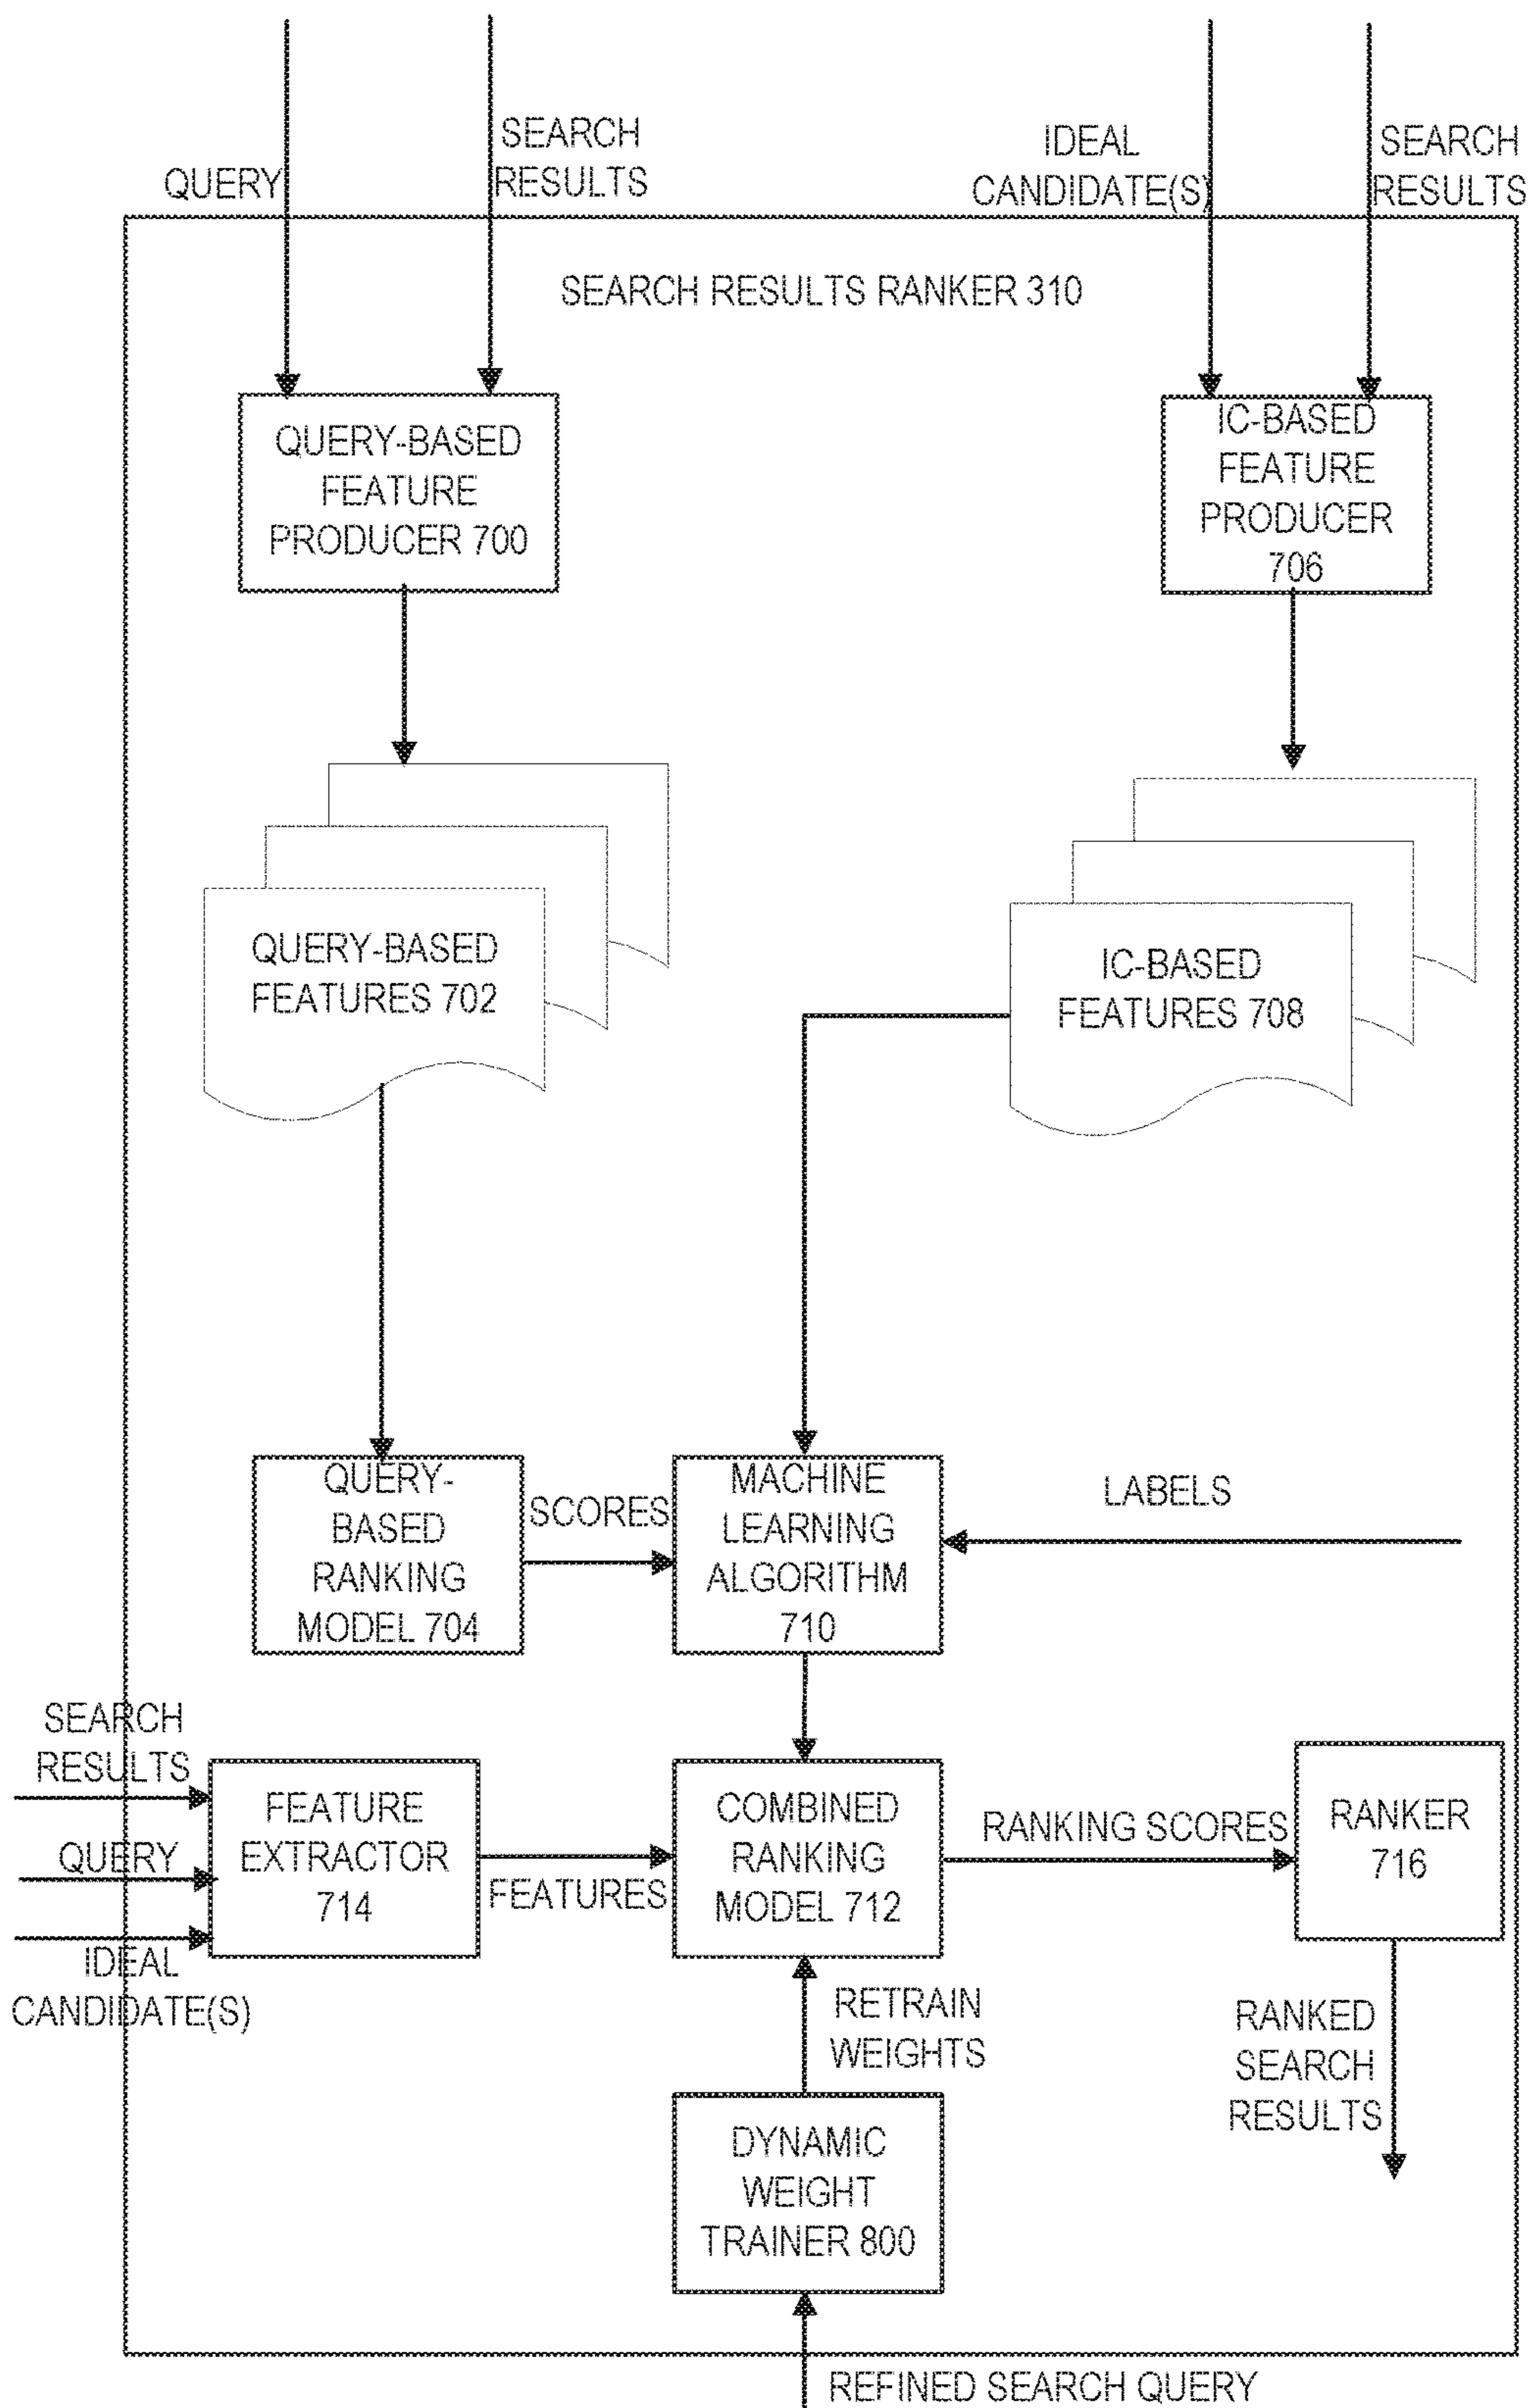 QUERY
SEARCH
RESULTS
IDEAL
CANDIDATE(S)
SEARCH
RESULTS
SEARCH RESULTS RANKER 310
QUERY-BASED
FEATURE
PRODUCER 700
IC-BASED
FEATURE
PRODUCER
706
QUERY-BASED
FEATURES 702
IC-BASED
FEATURES 708
QUERY-
BASED
RANKING
MODEL 704
SCORES
MACHINE
LEARNING
ALGORITHM
710
LABELS
SEARCH
RESULTS
QUERY
IDEAL
CANDIDATE(S)
FEATURE
EXTRACTOR
714
FEATURES
COMBINED
RANKING
MODEL 712
RANKING SCORES
RANKER
716
RETRAIN
WEIGHTS
RANKED
SEARCH
RESULTS
DYNAMIC
WEIGHT
TRAINER 800
REFINED SEARCH QUERY